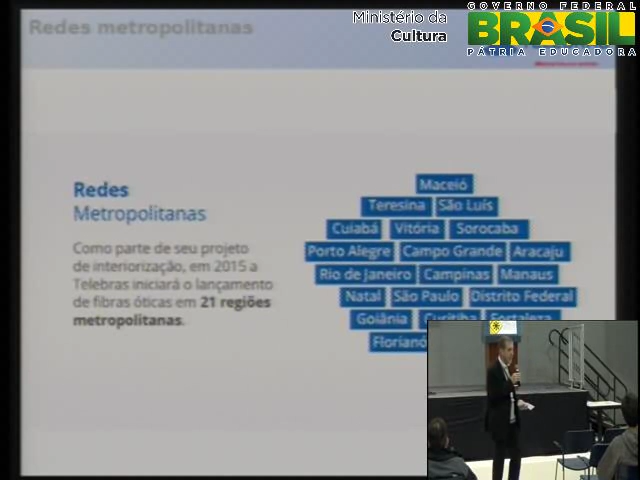 Redes metropolitanas
Ministério da
Cultura
GOVERNO FEDERAL
BRASIL
PÁTRIA EDUCADORA
Redes
Metropolitanas
Como parte de seu projeto
de interiorização, em 2015 a
Telebras iniciará o lançamento
de fibras óticas em 21 regiões
metropolitanas.
Maceió
Teresina São Luís
Cuiabá Vitória Sorocaba
Porto Alegre Campo Grande Aracaju
Rio de Janeiro Campinas Manaus
Natal São Paulo Distrito Federal
Goiânia Curitiba Fortaleza